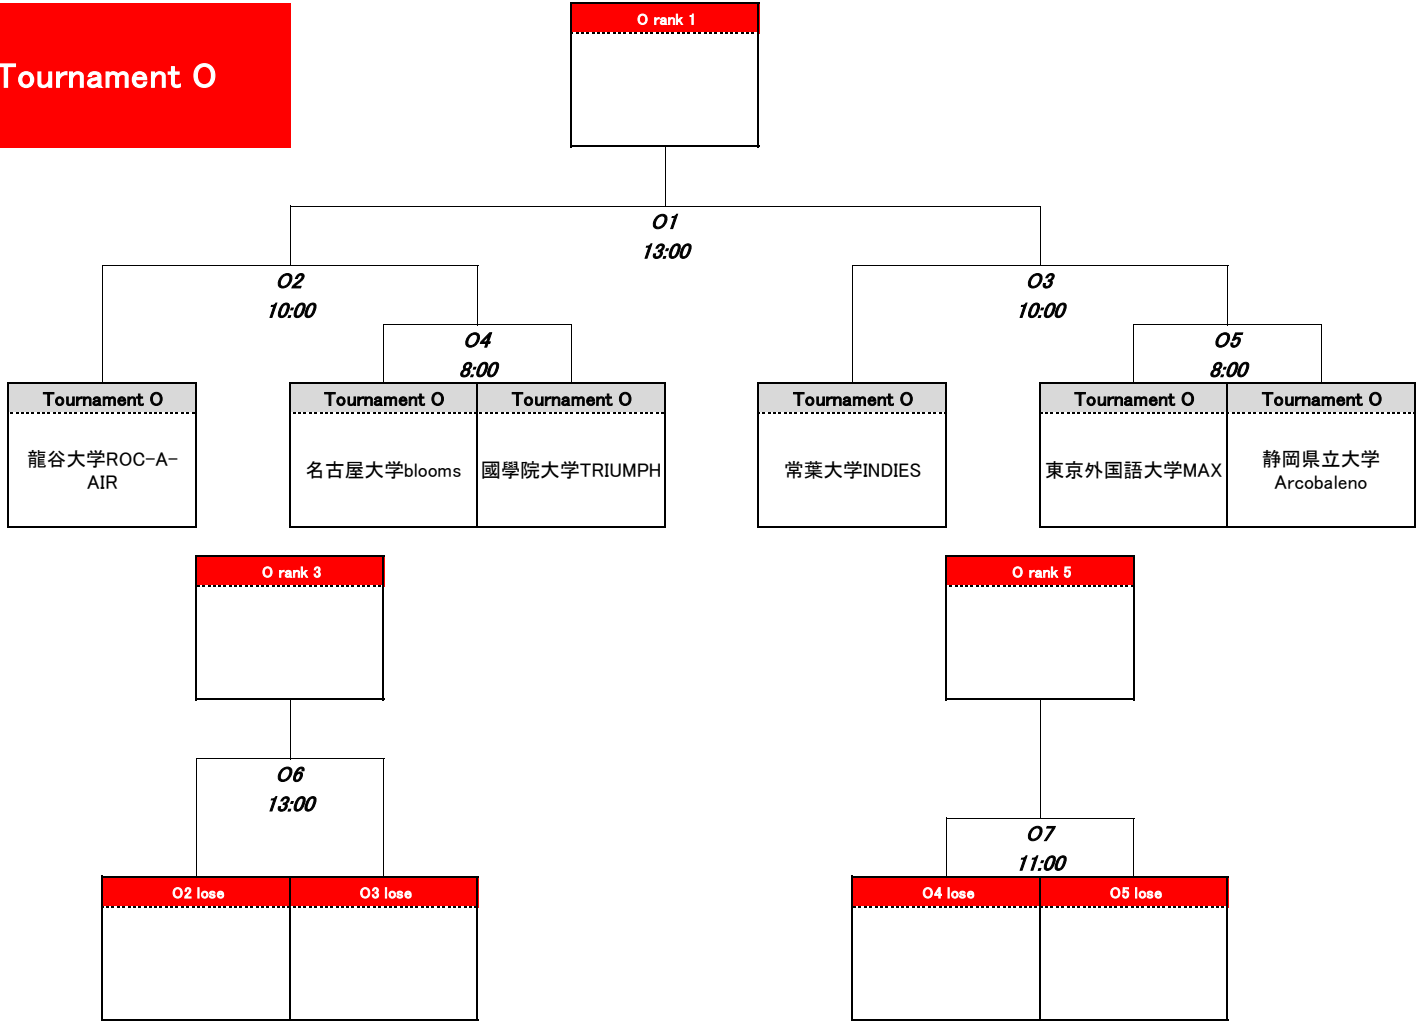 O rank 1
Tournament O
O1
13:00
O2
O3
10:00
10:00
O4
O5
8:00
8:00
Tournament O
Tournament O
Tournament O
Tournament O
Tournament O
Tournament O
龍谷大学ROC-A-
AIR
名古屋大学blooms
國學院大学TRIUMPH
常葉大学INDIES
東京外国語大学MAX
静岡県立大学
Arcobaleno
O rank 3
O rank 5
O6
13:00
O7
11:00
O2 lose
O3 lose
O4 lose
O5 lose